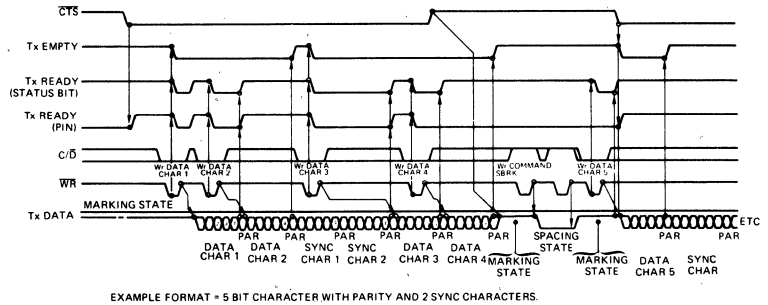 CTS
Tx EMPTY
Tx READY
(STATUS BIT)
Tx READY
(PIN)
C/D
Wr DATA CHAR 1
Wr DATA CHAR 2
Wr DATA CHAR 3
Wr DATA CHAR 4
Wr COMMAND SBRK
Wr DATA CHAR 5
WR
MARKING STATE
Tx DATA
ETC
PAR PAR PAR PAR PAR PAR PAR PAR
DATA CHAR 1
DATA CHAR 2
SYNC CHAR 1
SYNC CHAR 2
DATA CHAR 3
DATA CHAR 4
MARKING STATE
SPACING STATE
MARKING STATE
DATA CHAR 5
SYNC CHAR
EXAMPLE FORMAT = 5 BIT CHARACTER WITH PARITY AND 2 SYNC CHARACTERS.